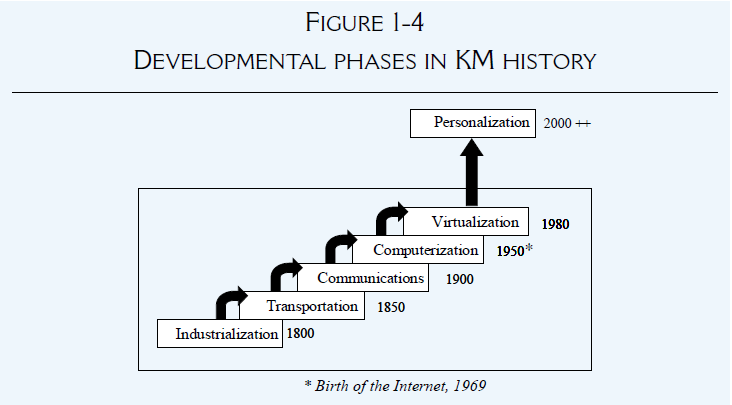 FIGURE 1-4
DEVELOPMENTAL PHASES IN KM HISTORY
Personalization 2000 ++
Virtualization 1980
Computerization 1950*
Communications 1900
Transportation 1850
Industrialization 1800
* Birth of the Internet, 1969